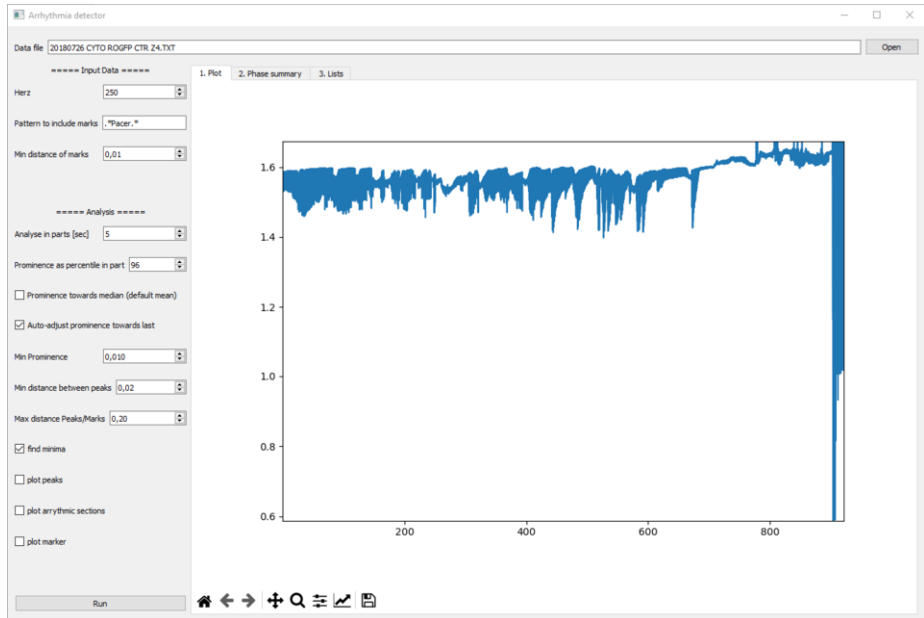 Arrhythmia detector
Data file 20180726 CYTO ROGFP CTR Z4.TXT Open
===== Input Data =====
Herz 250
Pattern to include marks .*Pacer.*
Min distance of marks 0,01
===== Analysis =====
Analyse in parts [sec] 5
Prominence as percentile in part 96
Prominence towards median (default mean)
Auto-adjust prominence towards last
Min Prominence 0,010
Min distance between peaks 0,02
Max distance Peaks/Marks 0,20
find minima
plot peaks
plot arrythmic sections
plot marker
Run
1. Plot 2. Phase summary 3. Lists
1.6
1.4
1.2
1.0
0.8
0.6
200 400 600 800